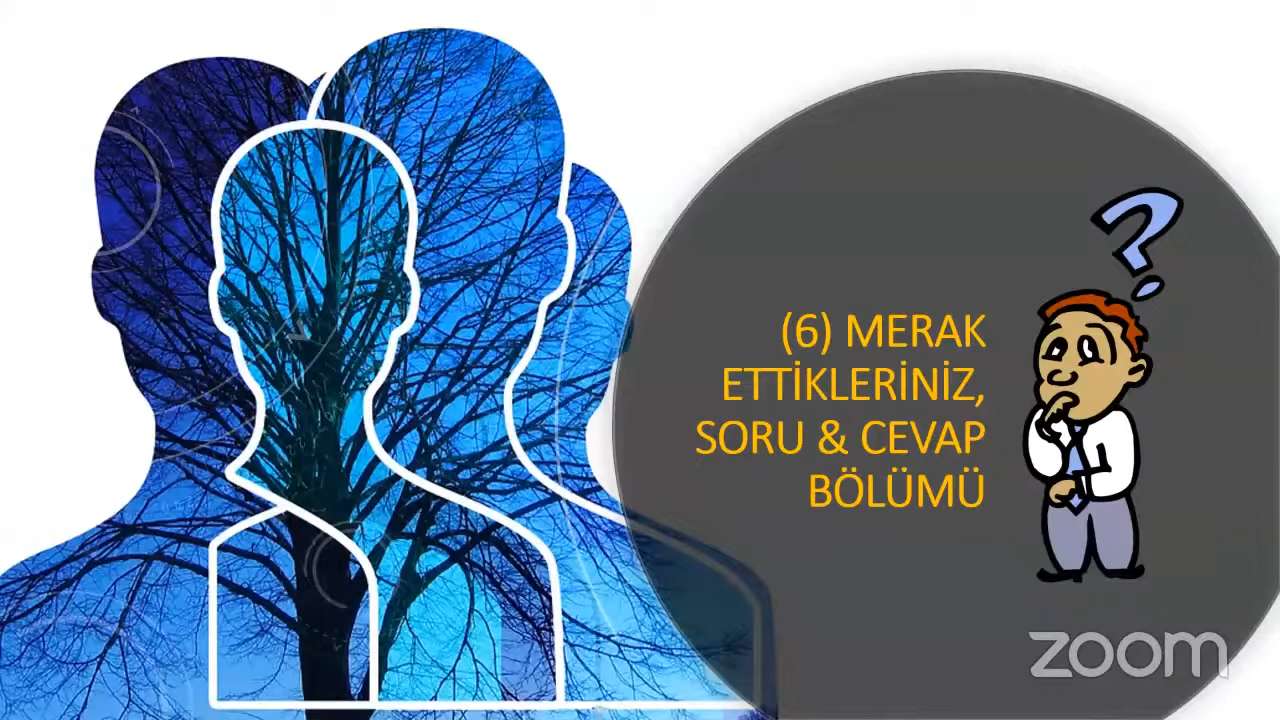 (6) MERAK
ETTİKLERİNİZ,
SORU & CEVAP
BÖLÜMÜ
?
zoom